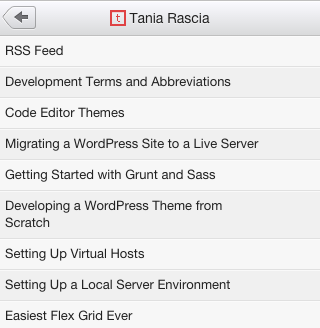 t Tania Rascia
RSS Feed
Development Terms and Abbreviations
Code Editor Themes
Migrating a WordPress Site to a Live Server
Getting Started with Grunt and Sass
Developing a WordPress Theme from
Scratch
Setting Up Virtual Hosts
Setting Up a Local Server Environment
Easiest Flex Grid Ever